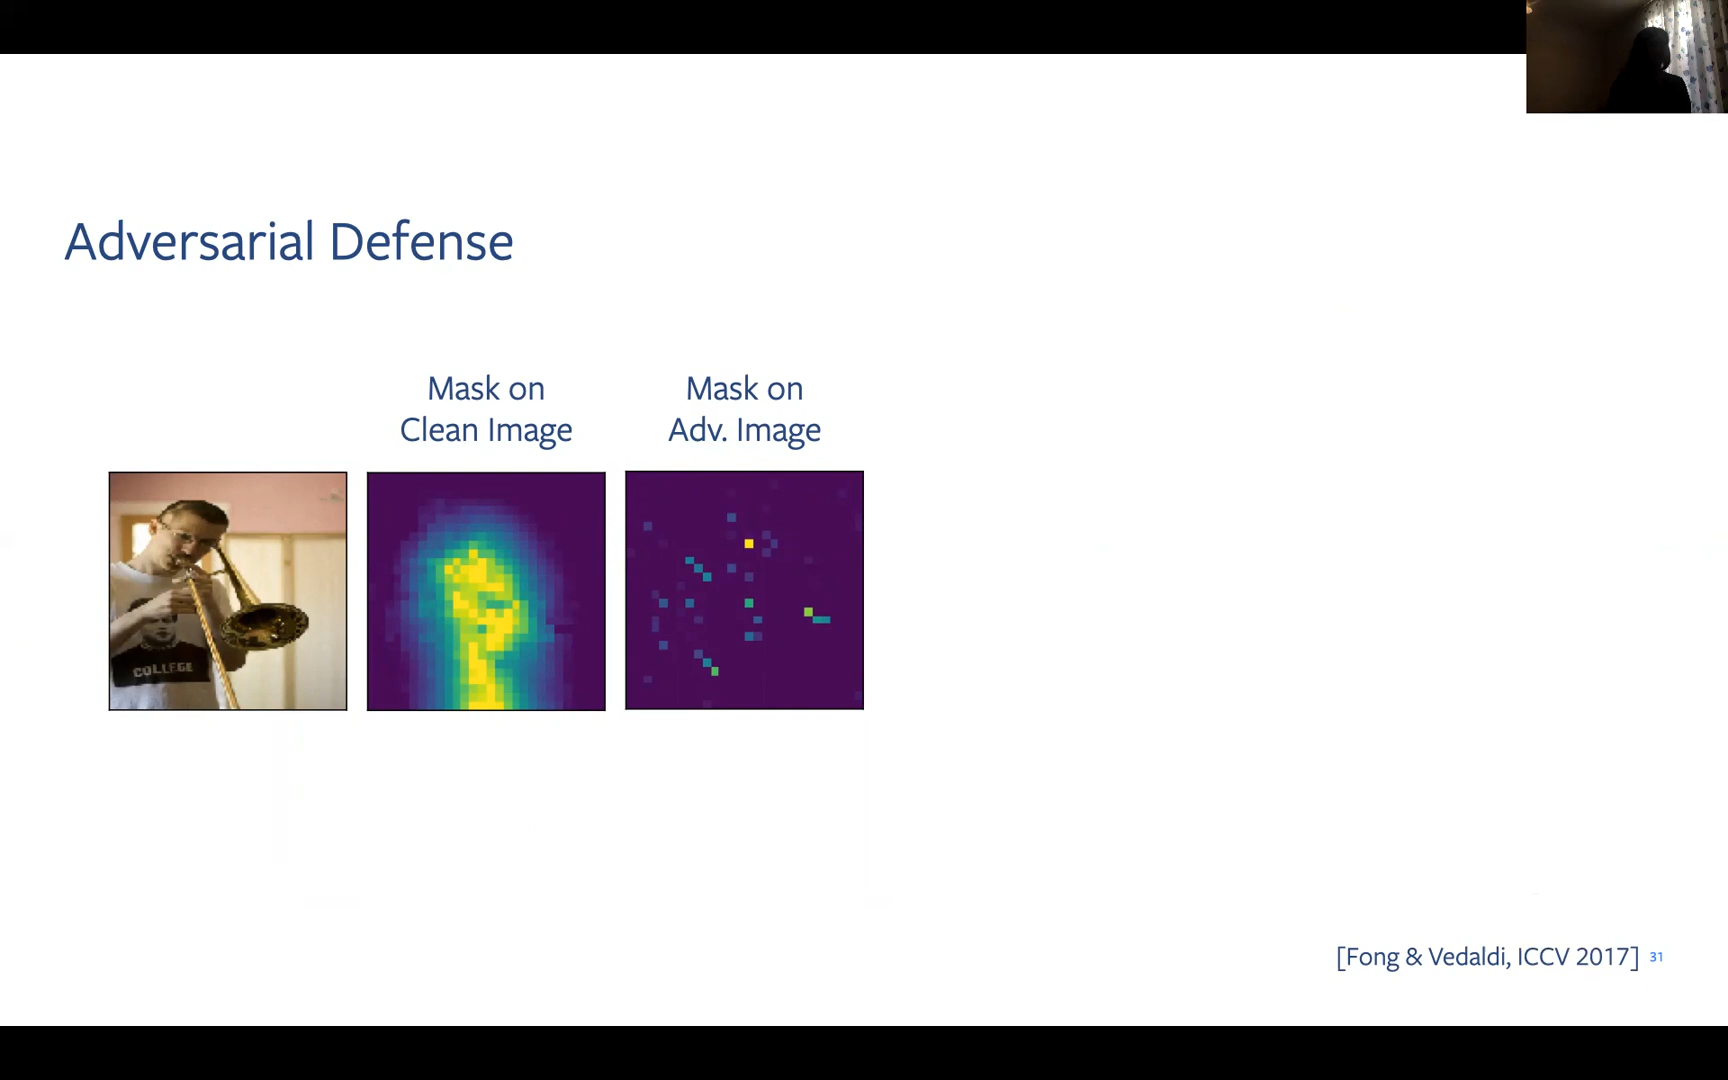 Adversarial Defense
Mask on
Clean Image
Mask on
Adv. Image
COLLEGE
[Fong & Vedaldi, ICCV 2017] 31